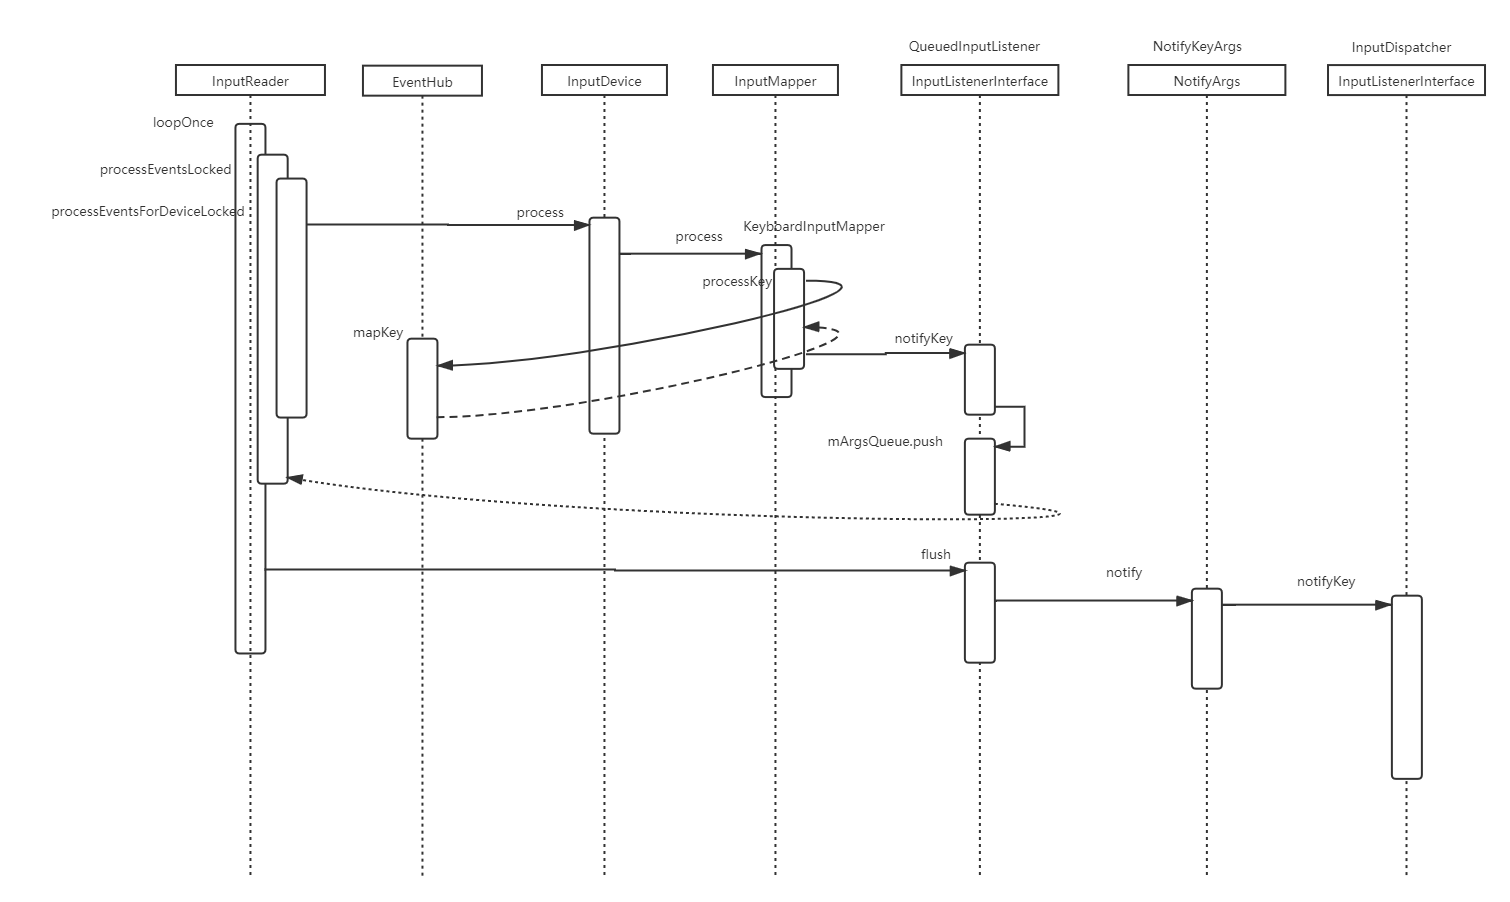 QueuedInputListener
NotifyKeyArgs
InputDispatcher
InputReader
EventHub
InputDevice
InputMapper
InputListenerInterface
NotifyArgs
InputListenerInterface
loopOnce
processEventsLocked
processEventsForDeviceLocked
process
KeyboardInputMapper
process
processKey
mapKey
notifyKey
mArgsQueue.push
flush
notify
notifyKey